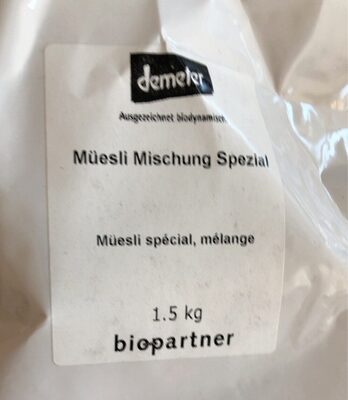 demeter
Ausgezeichnet biodynamisch.
Müesli Mischung Spezial
Müesli spécial, mélange
1.5 kg
biopartner